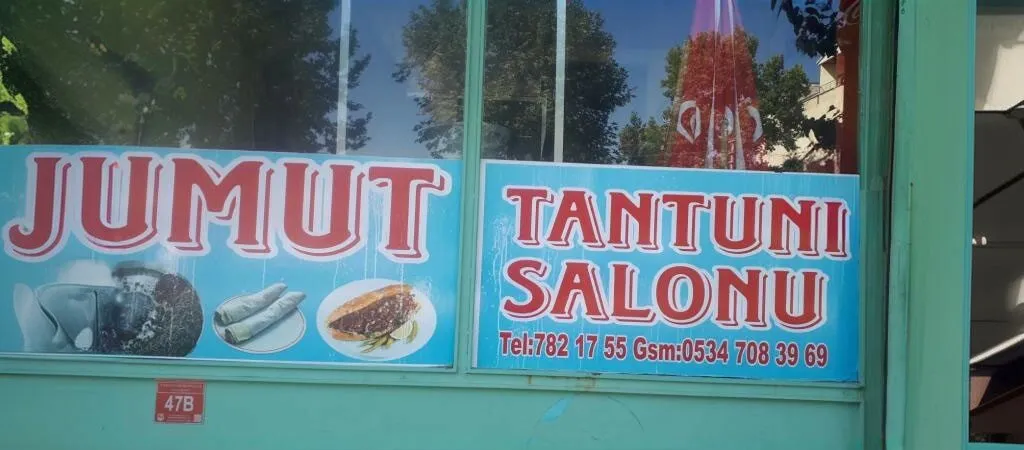 JUMUT
TANTUNI
SALONU
Tel:782 17 55 Gsm:0534 708 39 69
47B